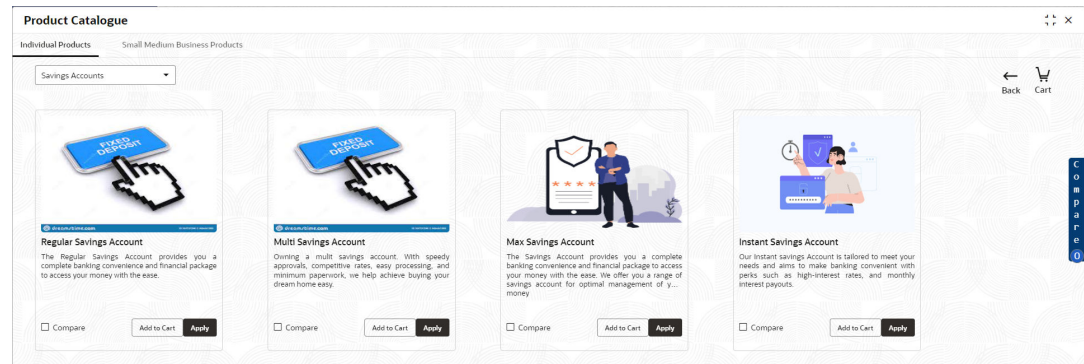 Product Catalogue
Individual Products
Small Medium Business Products
Savings Accounts
Back
Cart
FIXED
DEPOSIT
dreamstime.com
Regular Savings Account
The Regular Savings Account provides you a
complete banking convenience and financial package
to access your money with the ease.
Compare
Add to Cart
Apply
FIXED
DEPOSIT
dreamstime.com
Multi Savings Account
Owning a mulit savings account. With speedy
approvals, competitive rates, easy processing, and
minimum paperwork, we help achieve buying your
dream home easy.
Compare
Add to Cart
Apply
Max Savings Account
The Savings Account provides you a complete
banking convenience and financial package to access
your money with the ease. We offer you a range of
savings account for optimal management of y...
money
Compare
Add to Cart
Apply
Instant Savings Account
Our Instant savings Account is tailored to meet your
needs and aims to make banking convenient with
perks such as high-interest rates, and monthly
interest payouts.
Compare
Add to Cart
Apply
Compare
0